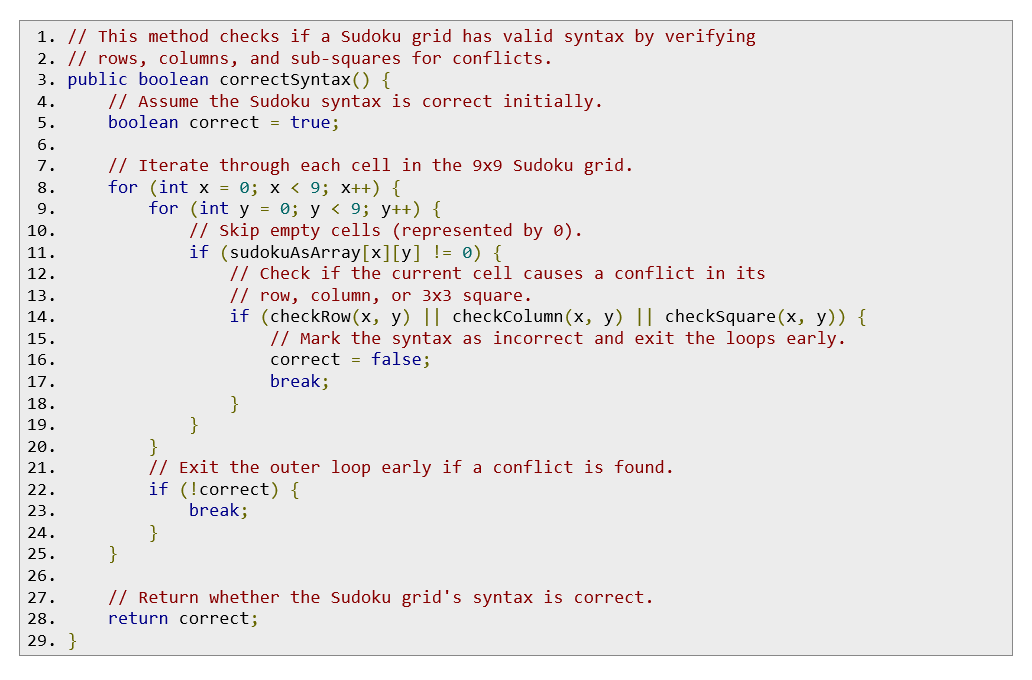 1. // This method checks if a Sudoku grid has valid syntax by verifying
2. // rows, columns, and sub-squares for conflicts.
3. public boolean correctSyntax() {
4.     // Assume the Sudoku syntax is correct initially.
5.     boolean correct = true;
6.
7.     // Iterate through each cell in the 9x9 Sudoku grid.
8.     for (int x = 0; x < 9; x++) {
9.         for (int y = 0; y < 9; y++) {
10.             // Skip empty cells (represented by 0).
11.             if (sudokuAsArray[x][y] != 0) {
12.                 // Check if the current cell causes a conflict in its
13.                 // row, column, or 3x3 square.
14.                 if (checkRow(x, y) || checkColumn(x, y) || checkSquare(x, y)) {
15.                     // Mark the syntax as incorrect and exit the loops early.
16.                     correct = false;
17.                     break;
18.                 }
19.             }
20.         }
21.         // Exit the outer loop early if a conflict is found.
22.         if (!correct) {
23.             break;
24.         }
25.     }
26.
27.     // Return whether the Sudoku grid's syntax is correct.
28.     return correct;
29. }